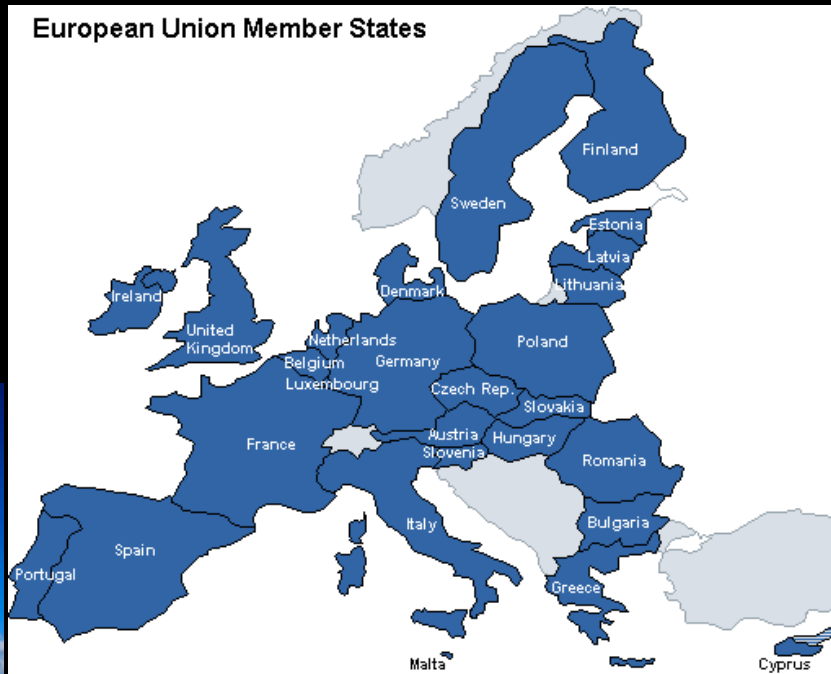 European Union Member States
Finland
Sweden
Estonia
Latvia
Lithuania
Denmark
Ireland
United
Kingdom
Netherlands
Belgium
Germany
Luxembourg
Poland
Czech Rep.
Slovakia
France
Austria
Hungary
Slovenia
Romania
Italy
Bulgaria
Spain
Portugal
Greece
Malta
Cyprus